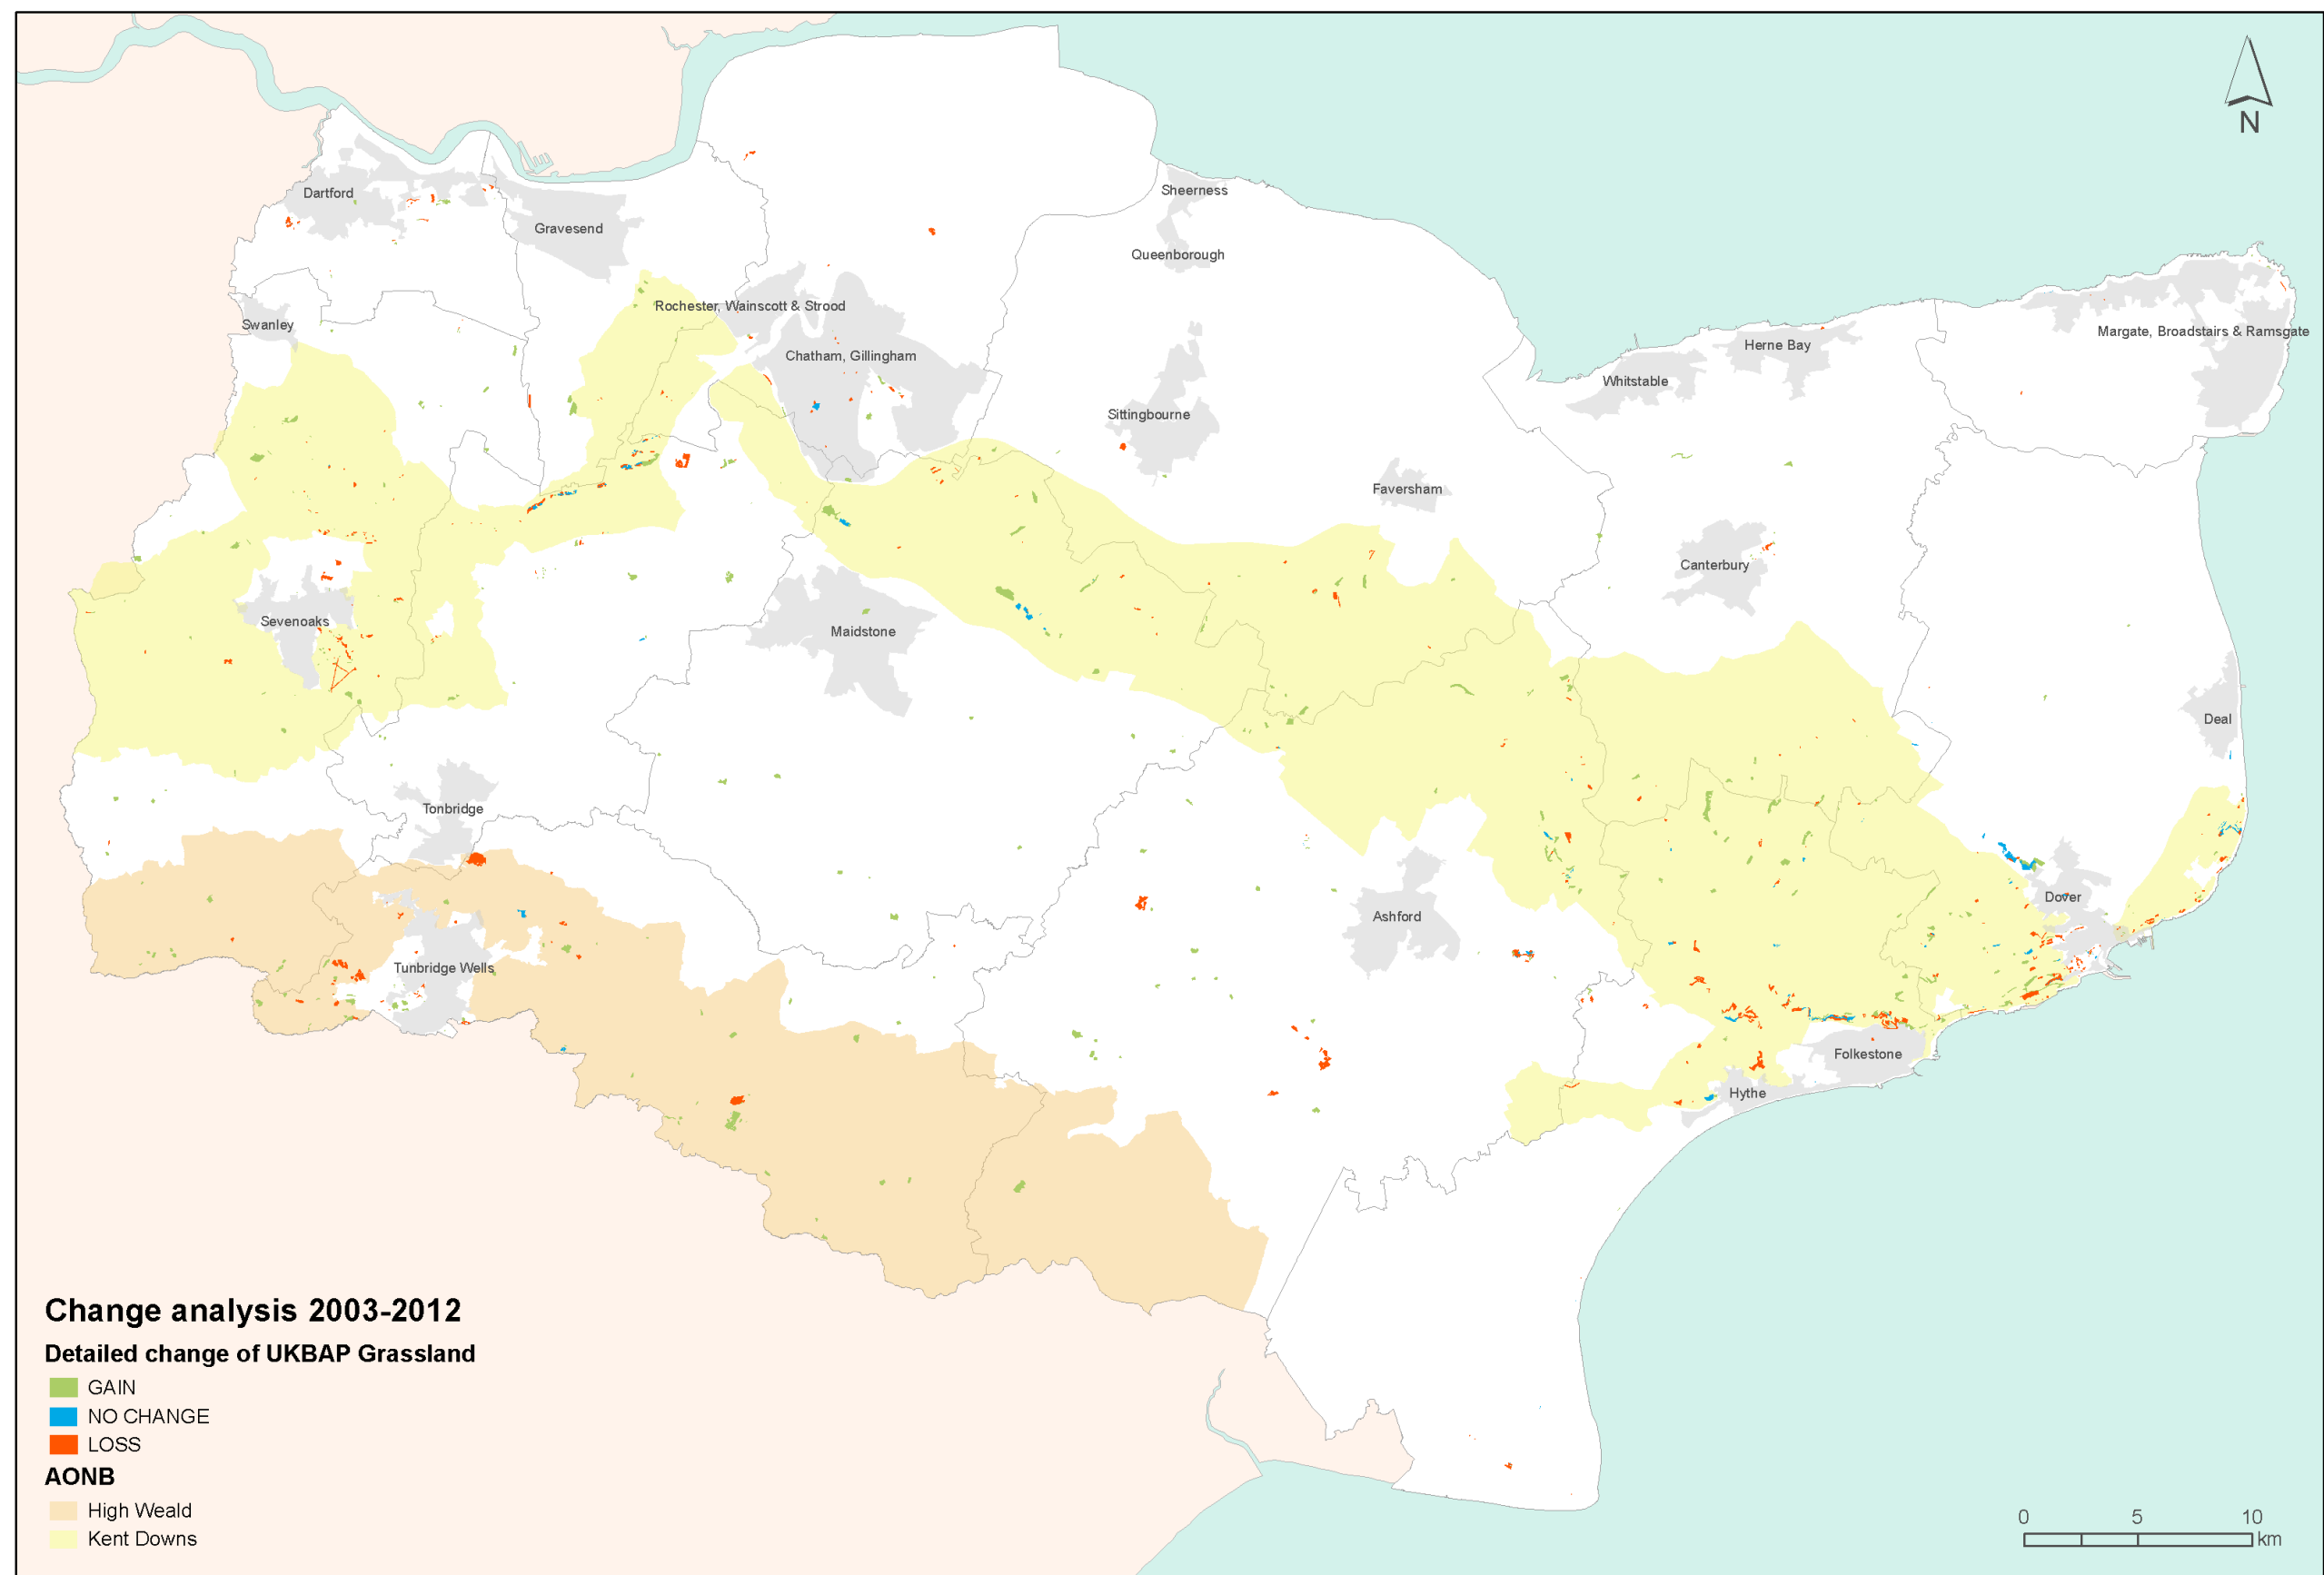 N
Sheerness
Dartford
Gravesend
Queenborough
Rochester, Wainscott & Strood
Swanley
Margate, Broadstairs & Ramsgate
Herne Bay
Chatham, Gillingham
Whitstable
Sittingbourne
Faversham
Canterbury
Sevenoaks
Maidstone
Deal
Tonbridge
Dover
Ashford
Tunbridge Wells
Folkestone
Hythe
Change analysis 2003-2012
Detailed change of UKBAP Grassland
GAIN
NO CHANGE
LOSS
AONB
High Weald
Kent Downs
0 5 10
km